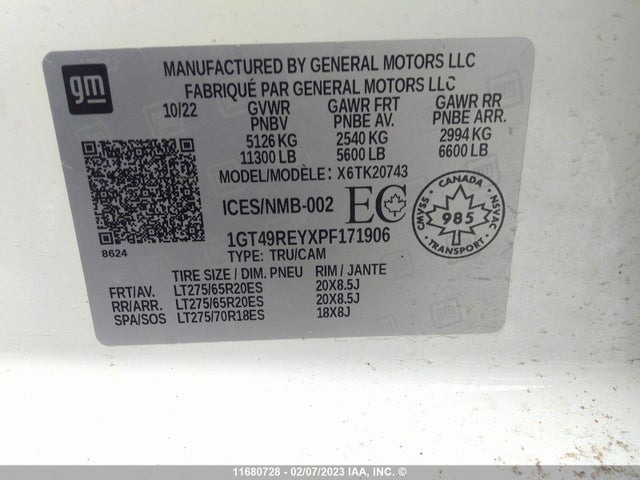 gm
MANUFACTURED BY GENERAL MOTORS LLC
FABRIQUÉ PAR GENERAL MOTORS LLC
10/22 GVWR GAWR FRT GAWR RR
PNBV PNBE AV. PNBE ARR.
5126 KG 2540 KG 2994 KG
11300 LB 5600 LB 6600 LB
MODEL/MODÈLE: X6TK20743
ICES/NMB-002 EC
CANADA
CMVSS 985 NSVAC
TRANSPORT
8624
1GT49REYXPF171906
TYPE: TRU/CAM
TIRE SIZE / DIM. PNEU RIM / JANTE
FRT/AV. LT275/65R20ES 20X8.5J
RR/ARR. LT275/65R20ES 20X8.5J
SPA/SOS LT275/70R18ES 18X8J
11680728 - 02/07/2023 IAA, INC. ©